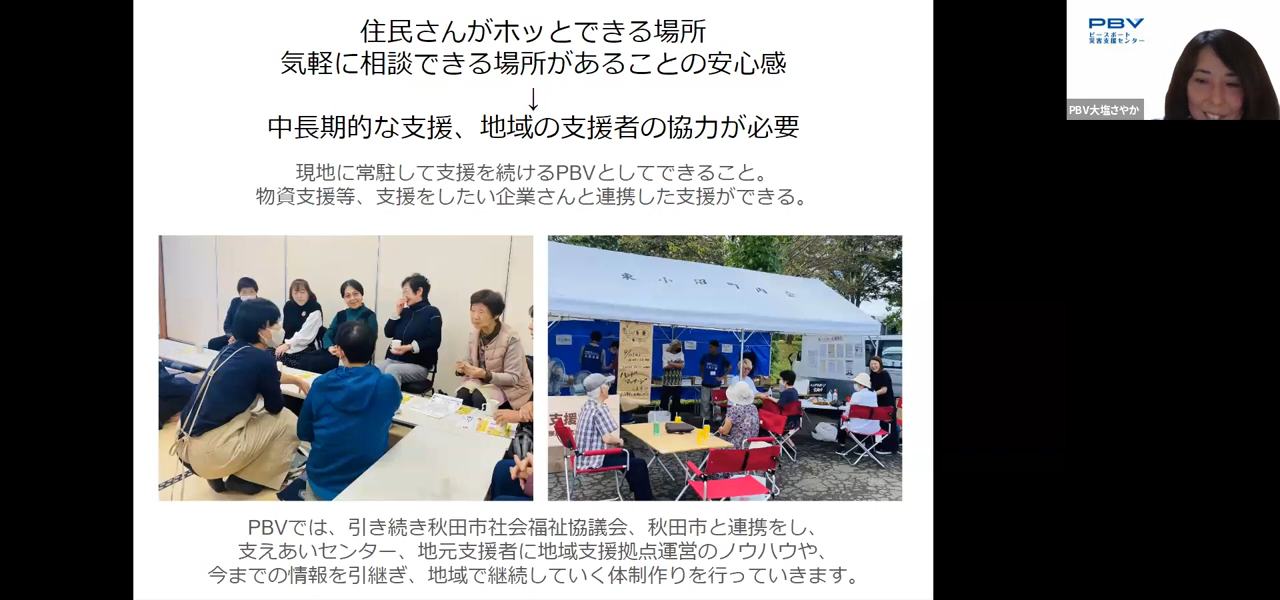 住民さんがホッとできる場所
気軽に相談できる場所があることの安心感
↓
中長期的な支援、地域の支援者の協力が必要
現地に常駐して支援を続けるPBVとしてできること。
物資支援等、支援をしたい企業さんと連携した支援ができる。
東小沼町内会
支援
PBVでは、引き続き秋田市社会福祉協議会、秋田市と連携をし、
支えあいセンター、地元支援者に地域支援拠点運営のノウハウや、
今までの情報を引継ぎ、地域で継続していく体制作りを行っていきます。
PBV
ピースボート
災害支援センター
PBV大塩さやか